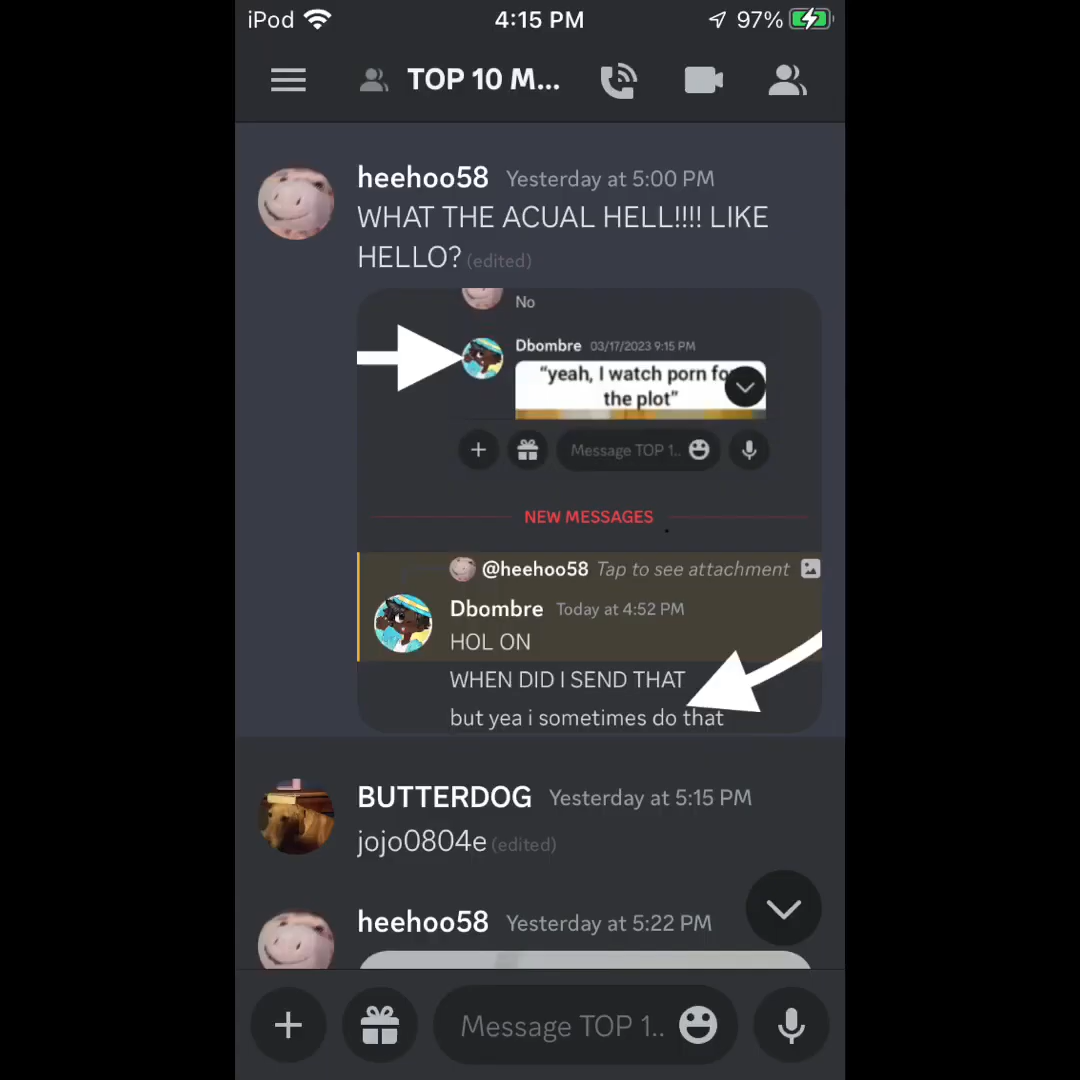 iPod 4:15 PM 97%
TOP 10 M...
heehoo58 Yesterday at 5:00 PM
WHAT THE ACUAL HELL!!!! LIKE
HELLO? (edited)
No
Dbombre 03/17/2023 9:15 PM
“yeah, I watch porn fo
the plot”
Message TOP 1..
NEW MESSAGES
@heehoo58 Tap to see attachment
Dbombre Today at 4:52 PM
HOL ON
WHEN DID I SEND THAT
but yea i sometimes do that
BUTTERDOG Yesterday at 5:15 PM
jojo0804e (edited)
heehoo58 Yesterday at 5:22 PM
Message TOP 1..